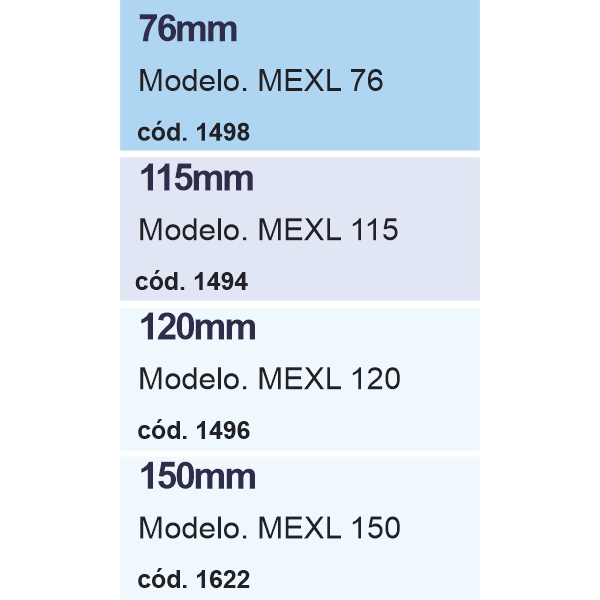 76mm
Modelo. MEXL 76
cód. 1498
115mm
Modelo. MEXL 115
cód. 1494
120mm
Modelo. MEXL 120
cód. 1496
150mm
Modelo. MEXL 150
cód. 1622